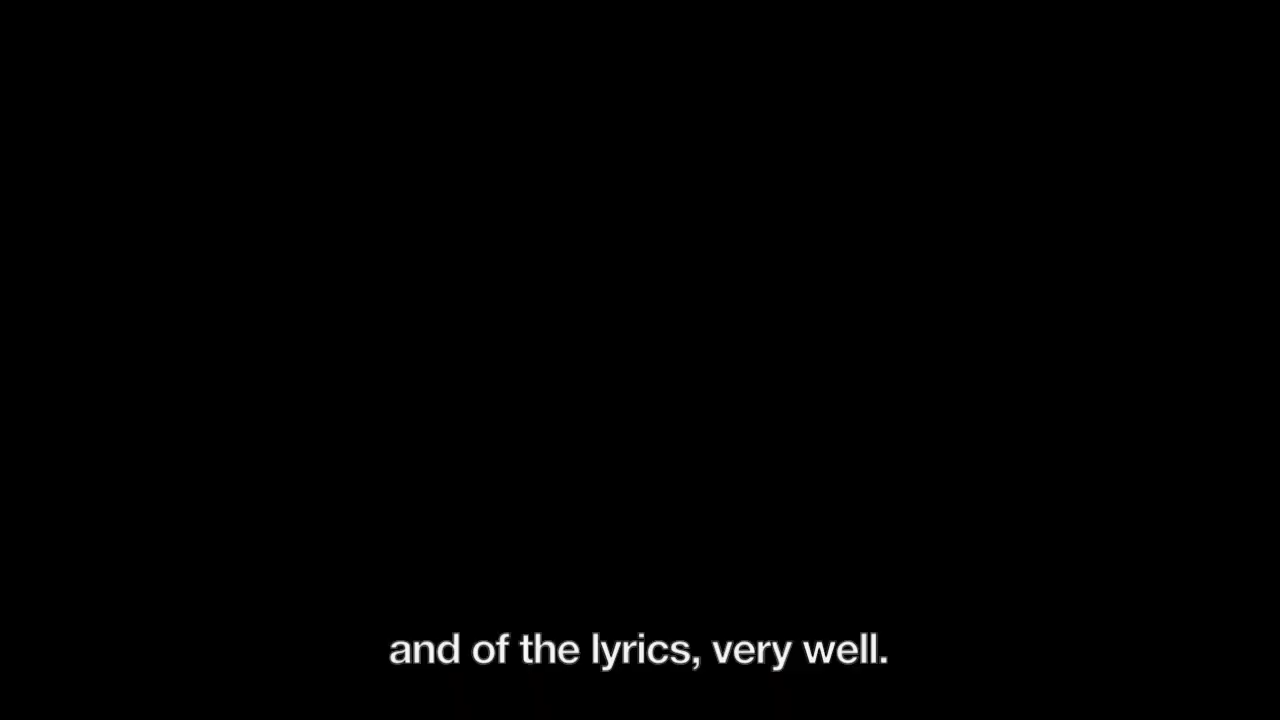 and of the lyrics, very well.